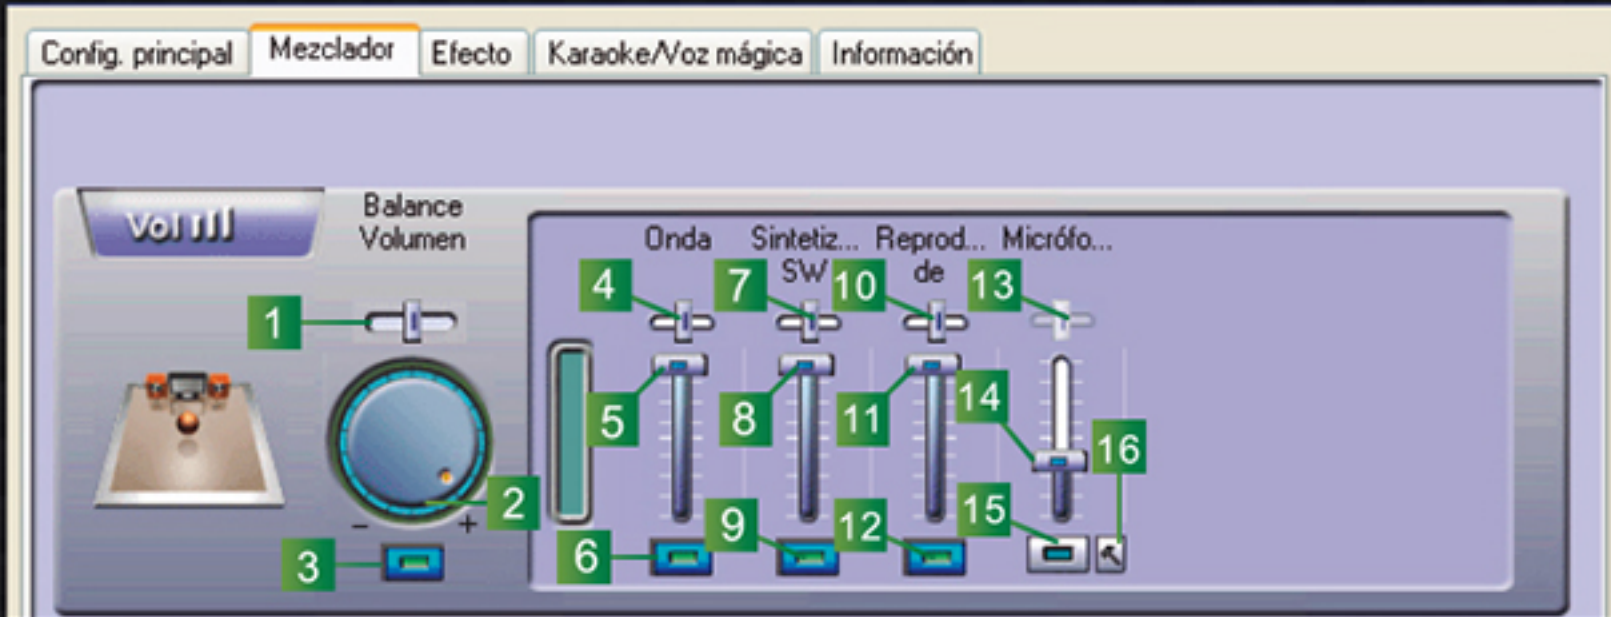 Config. principal Mezclador Efecto Karaoke/Voz mágica Información
Vol
Balance
Volumen
Onda Sintetiz... Reprod... Micrófo...
SW de
4 7 10 13
1
5 8 11 14 16
2 9 12 15
- +
3 6